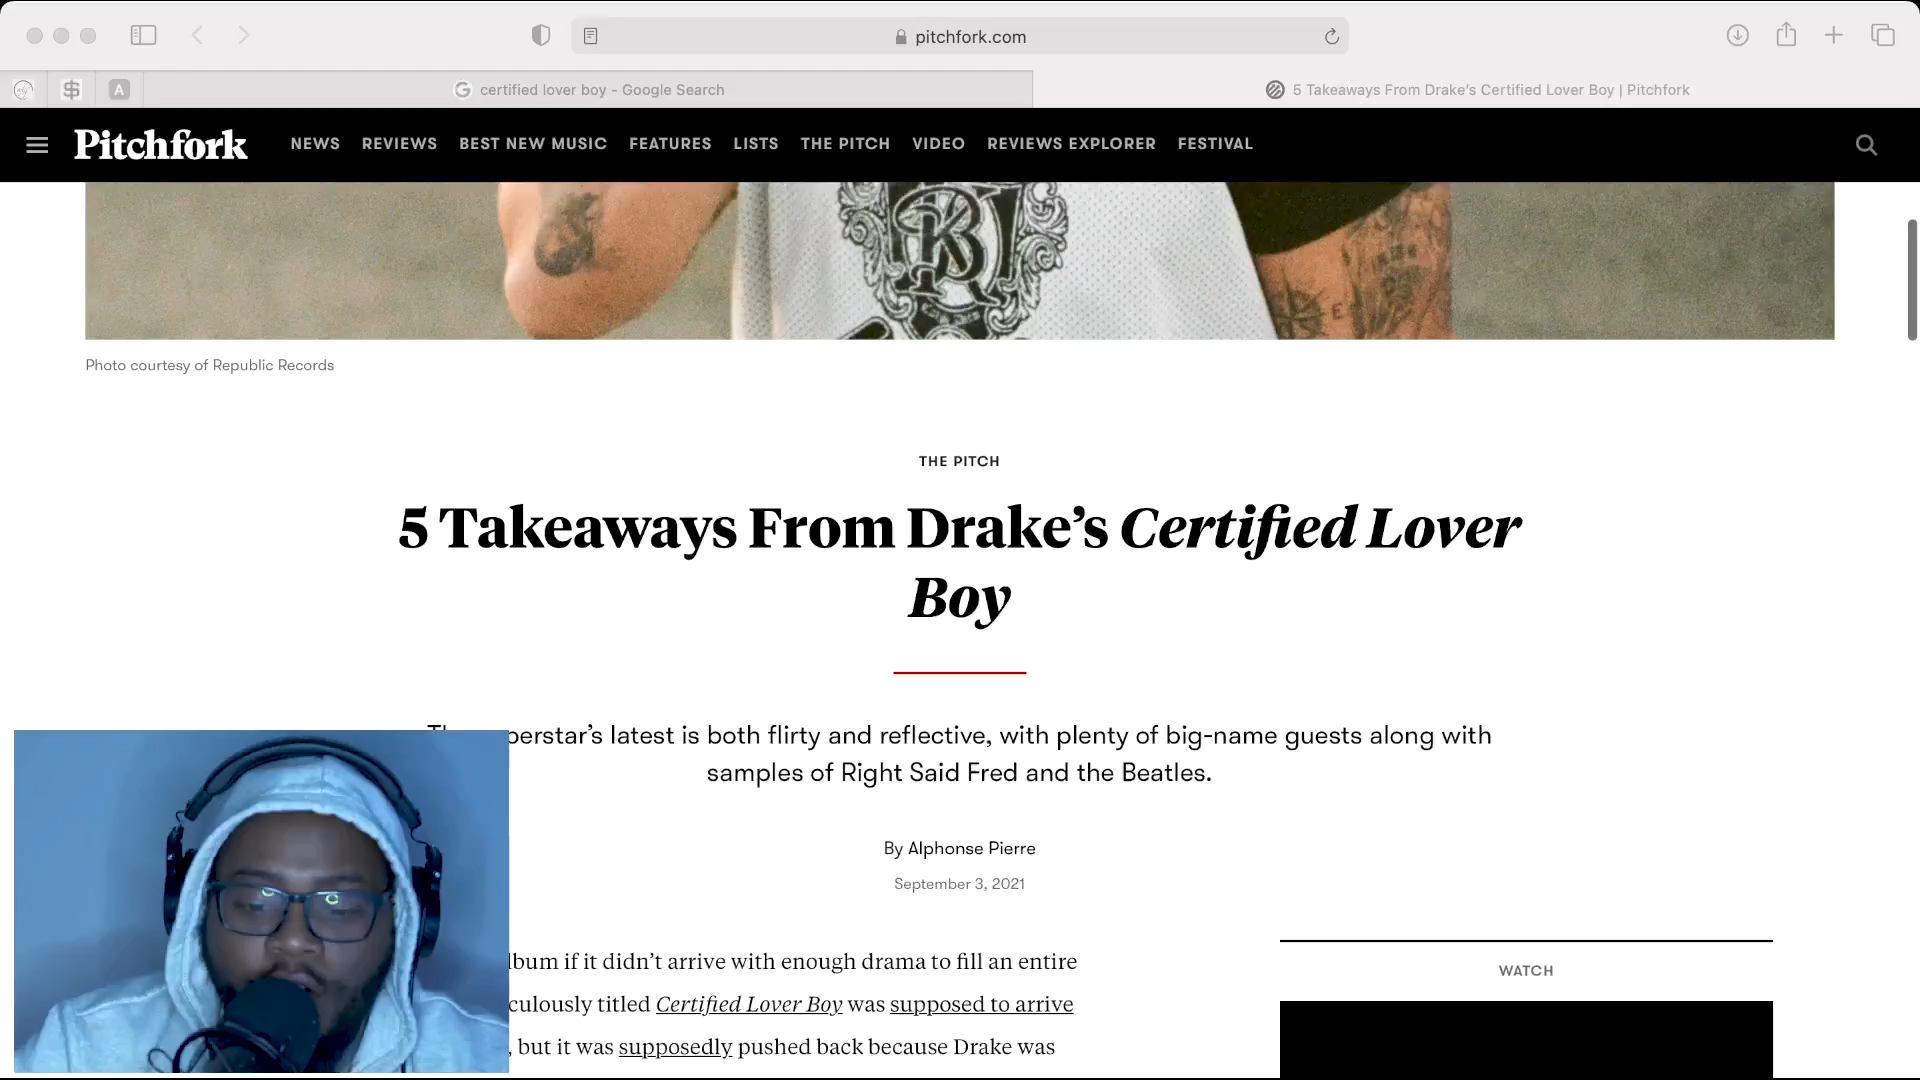 pitchfork.com
A
certified lover boy - Google Search
5 Takeaways From Drake's Certified Lover Boy | Pitchfork
Pitchfork
NEWS REVIEWS BEST NEW MUSIC FEATURES LISTS THE PITCH VIDEO REVIEWS EXPLORER FESTIVAL
Photo courtesy of Republic Records
THE PITCH
5 Takeaways From Drake’s Certified Lover
Boy
perstar’s latest is both flirty and reflective, with plenty of big-name guests along with
samples of Right Said Fred and the Beatles.
By Alphonse Pierre
September 3, 2021
lbum if it didn’t arrive with enough drama to fill an entire
culously titled Certified Lover Boy was supposed to arrive
, but it was supposedly pushed back because Drake was
WATCH